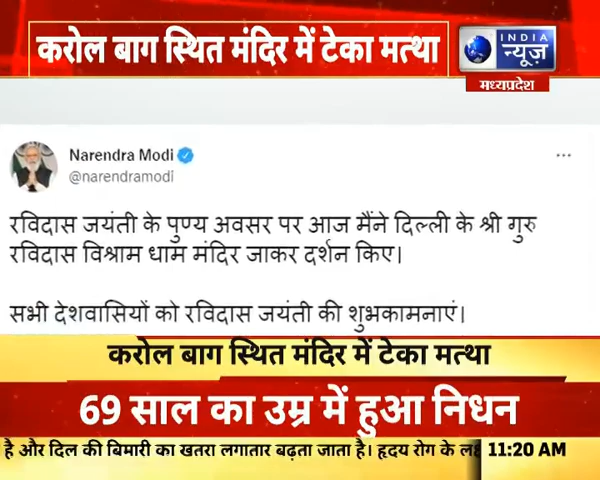 करोल बाग स्थित मंदिर में टेका मत्था
INDIA
न्यूज़
मध्यप्रदेश
Narendra Modi
@narendramodi
रविदास जयंती के पुण्य अवसर पर आज मैंने दिल्ली के श्री गुरु
रविदास विश्राम धाम मंदिर जाकर दर्शन किए।
सभी देशवासियों को रविदास जयंती की शुभकामनाएं।
करोल बाग स्थित मंदिर में टेका मत्था
69 साल का उम्र में हुआ निधन
है और दिल की बिमारी का खतरा लगातार बढ़ता जाता है। हृदय रोग के
11:20 AM